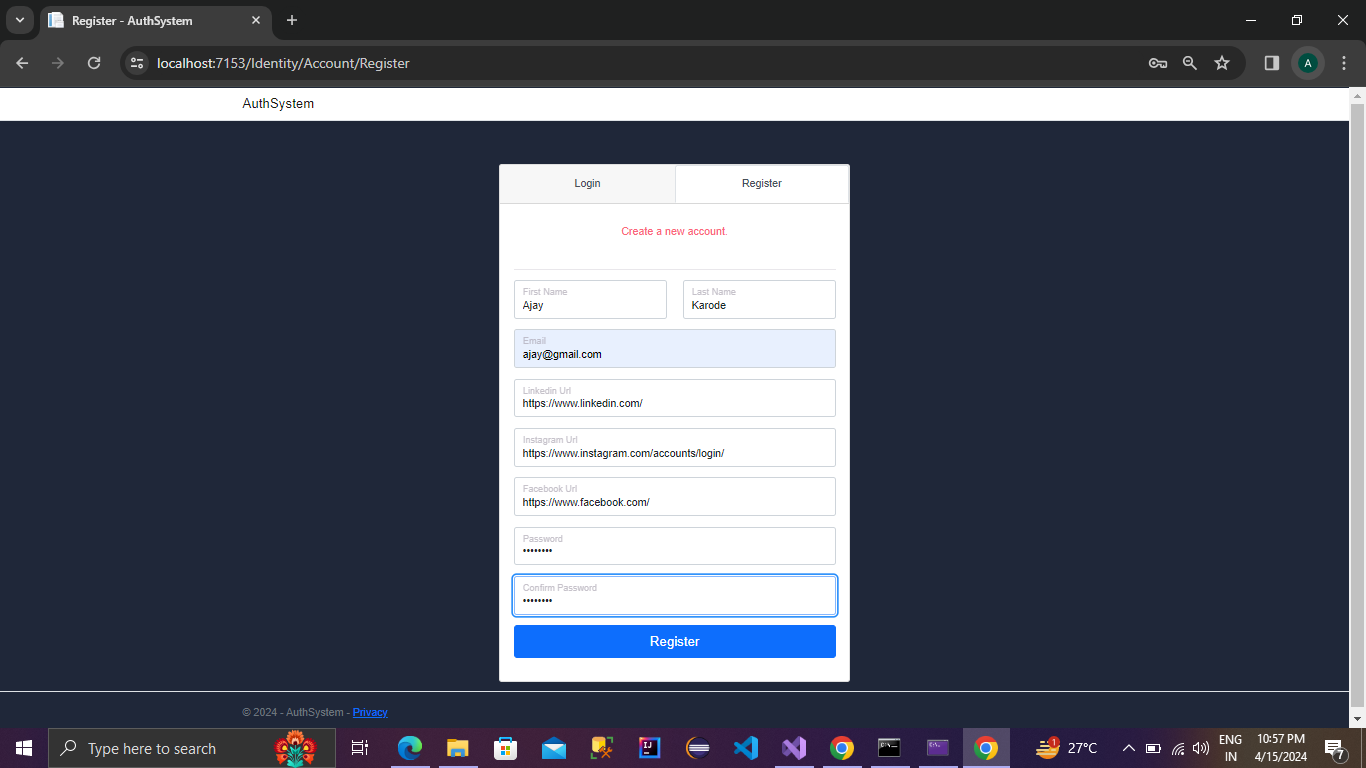 Register - AuthSystem
localhost:7153/Identity/Account/Register
A
AuthSystem
Login
Register
Create a new account.
First Name
Ajay
Last Name
Karode
Email
ajay@gmail.com
Linkedin Url
https://www.linkedin.com/
Instagram Url
https://www.instagram.com/accounts/login/
Facebook Url
https://www.facebook.com/
Password
••••••••
Confirm Password
••••••••
Register
© 2024 - AuthSystem - Privacy
Type here to search
1
27°C
ENG
IN
10:57 PM
4/15/2024
7